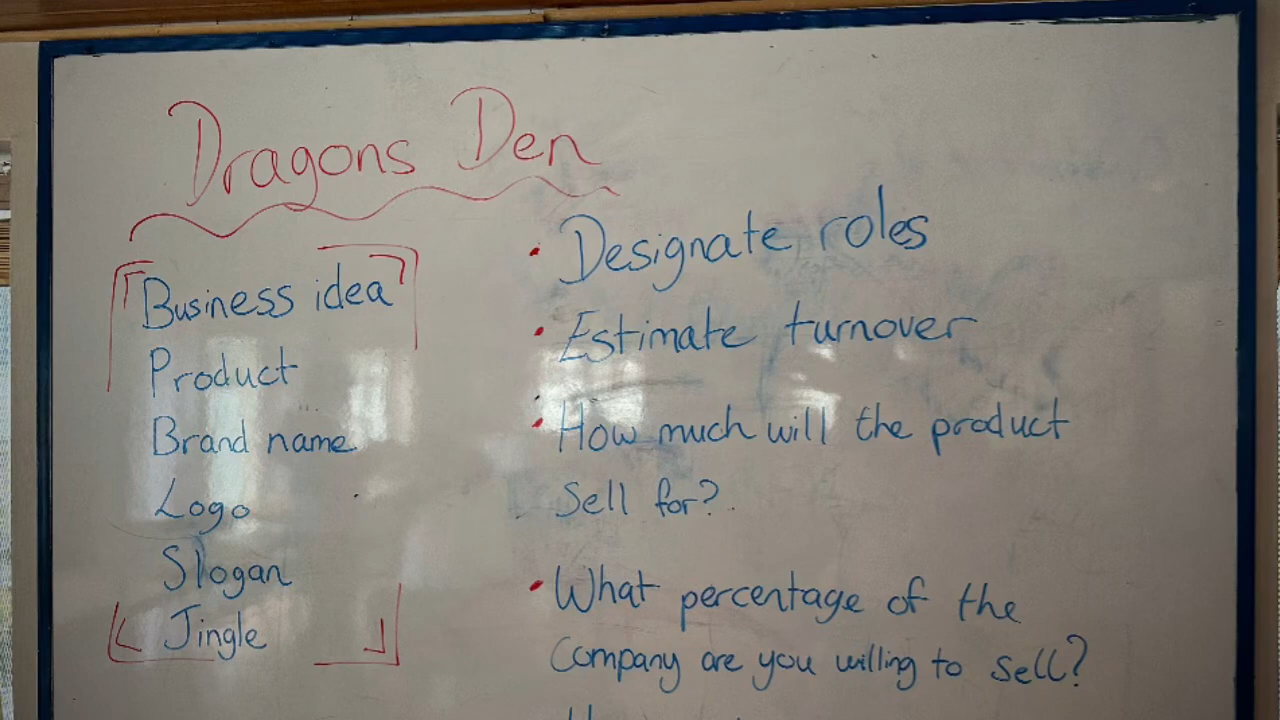 Dragons Den
Business idea
Product
Brand name
Logo
Slogan
Jingle
• Designate roles
• Estimate turnover
• How much will the product
sell for?
• What percentage of the
company are you willing to sell?